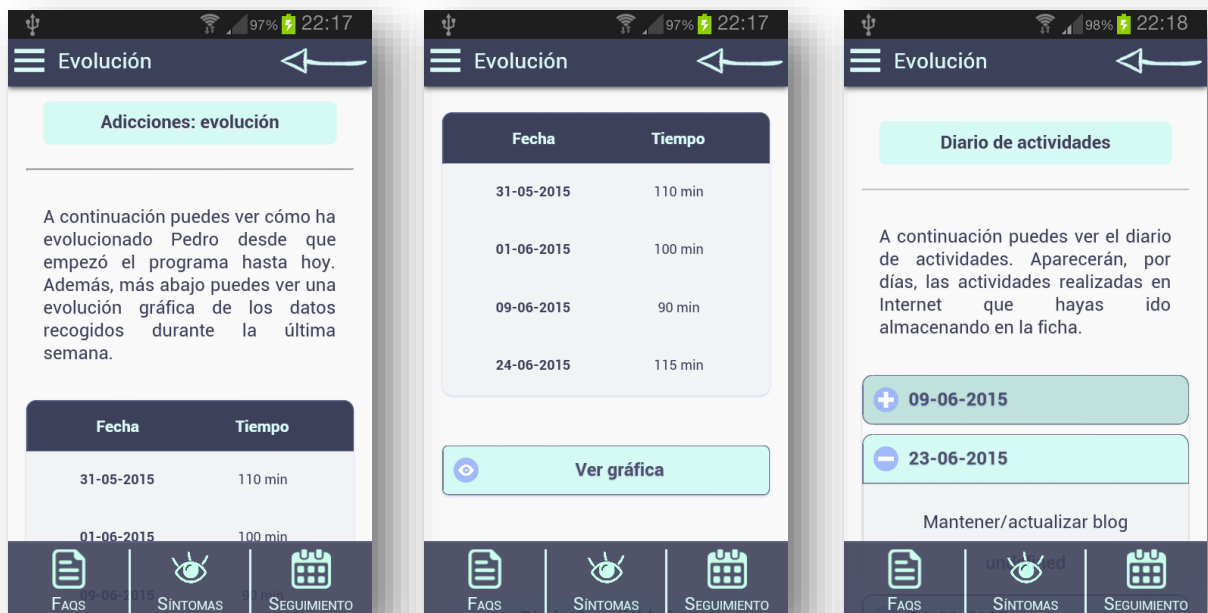 97% 22:17
Evolución
Adicciones: evolución
A continuación puedes ver cómo ha
evolucionado Pedro desde que
empezó el programa hasta hoy.
Además, más abajo puedes ver una
evolución gráfica de los datos
recogidos durante la última
semana.
Fecha Tiempo
31-05-2015 110 min
01-06-2015 100 min
09-06-2015 90 min
FAQS SÍNTOMAS SEGUIMIENTO
97% 22:17
Evolución
Fecha Tiempo
31-05-2015 110 min
01-06-2015 100 min
09-06-2015 90 min
24-06-2015 115 min
Ver gráfica
FAQS SÍNTOMAS SEGUIMIENTO
98% 22:18
Evolución
Diario de actividades
A continuación puedes ver el diario
de actividades. Aparecerán, por
días, las actividades realizadas en
Internet que hayas ido
almacenando en la ficha.
09-06-2015
23-06-2015
Mantener/actualizar blog
FAQS SÍNTOMAS SEGUIMIENTO